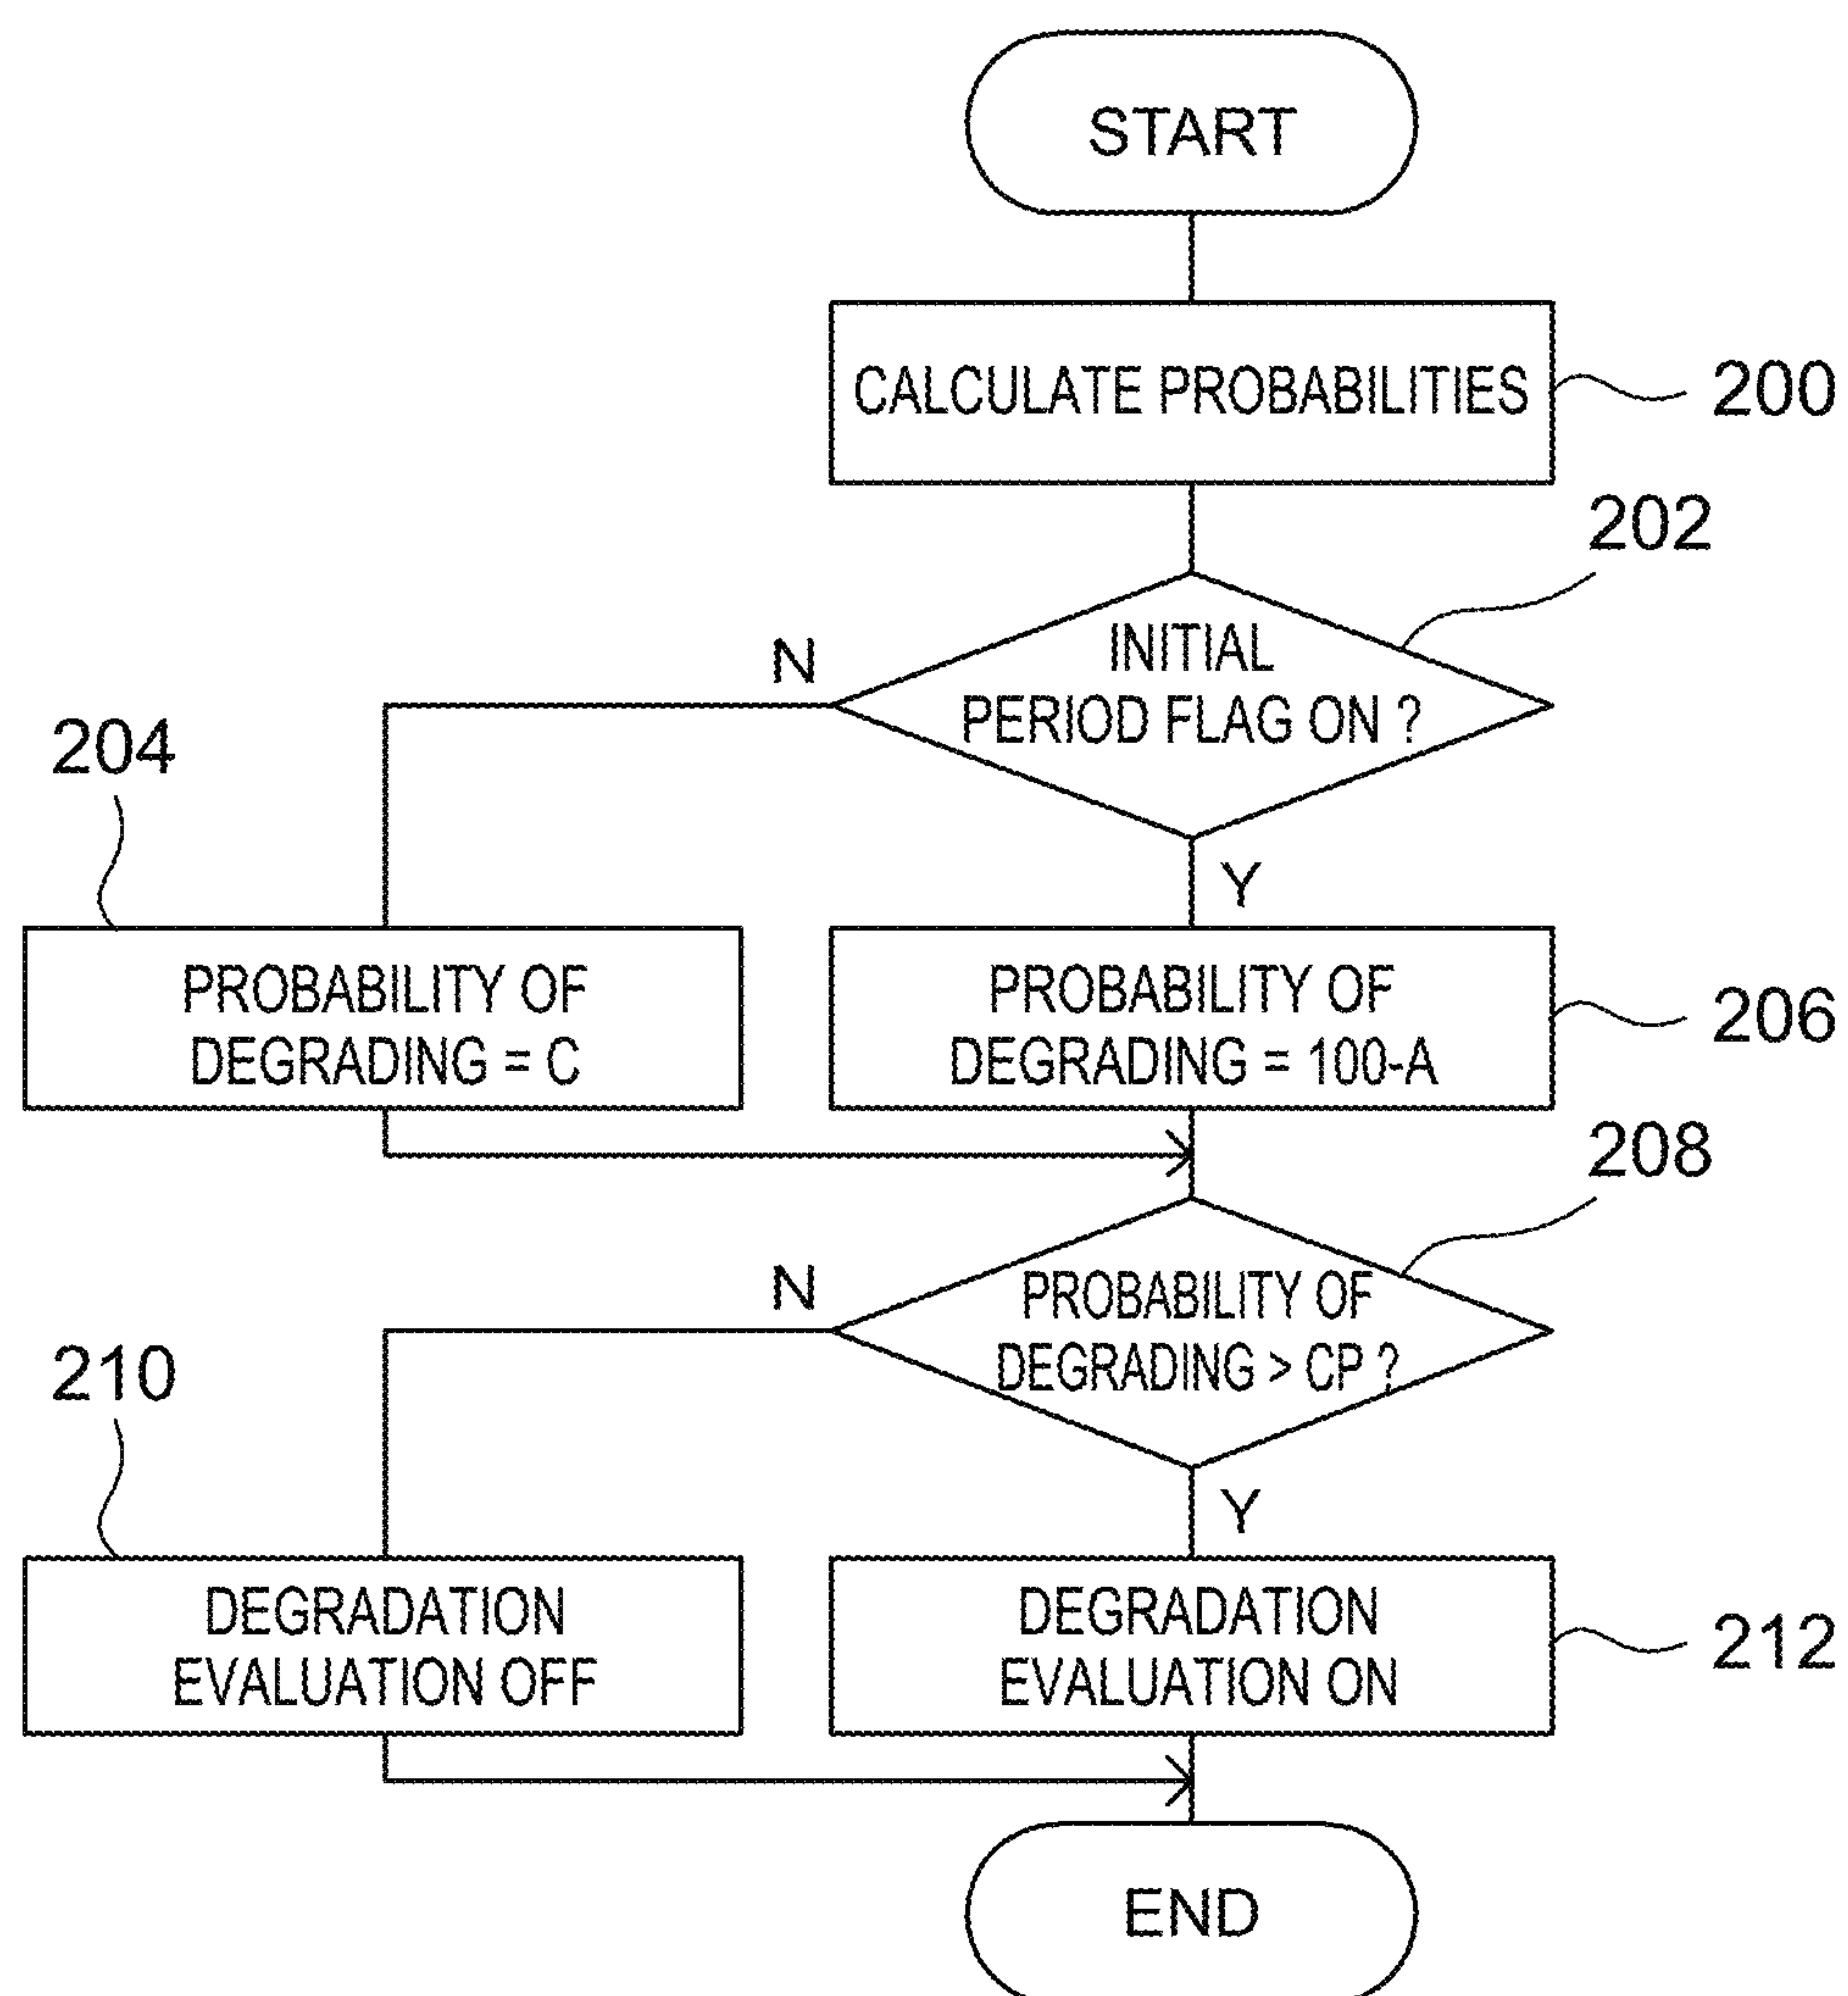 START
CALCULATE PROBABILITIES
200
202
INITIAL
PERIOD FLAG ON ?
N
Y
204
PROBABILITY OF
DEGRADING = C
PROBABILITY OF
DEGRADING = 100-A
206
208
PROBABILITY OF
DEGRADING > CP ?
N
Y
210
DEGRADATION
EVALUATION OFF
DEGRADATION
EVALUATION ON
212
END